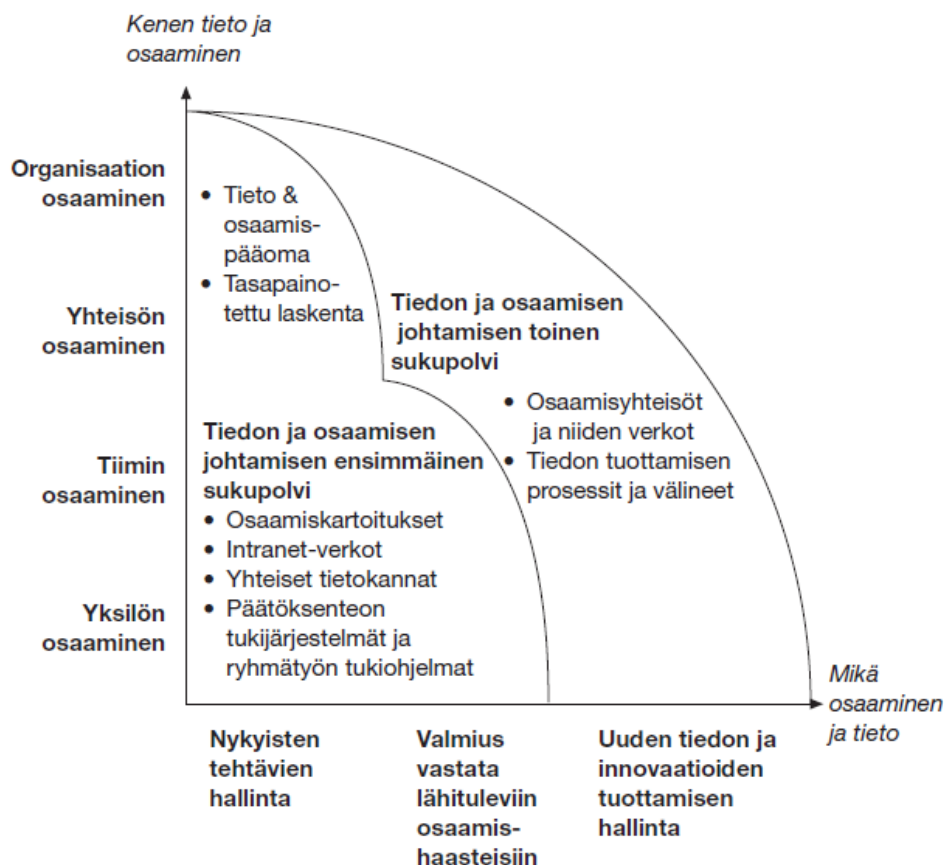 Kenen tieto ja
osaaminen
Organisaation
osaaminen
Yhteisön
osaaminen
Tiimin
osaaminen
Yksilön
osaaminen
• Tieto &
osaamis-
pääoma
• Tasapaino-
tettu laskenta
Tiedon ja osaamisen
johtamisen toinen
sukupolvi
• Osaamisyhteisöt
ja niiden verkot
• Tiedon tuottamisen
prosessit ja välineet
Tiedon ja osaamisen
johtamisen ensimmäinen
sukupolvi
• Osaamiskartoitukset
• Intranet-verkot
• Yhteiset tietokannat
• Päätöksenteon
tukijärjestelmät ja
ryhmätyön tukiohjelmat
Mikä
osaaminen
ja tieto
Nykyisten
tehtävien
hallinta
Valmius
vastata
lähituleviin
osaamis-
haasteisiin
Uuden tiedon ja
innovaatioiden
tuottamisen
hallinta